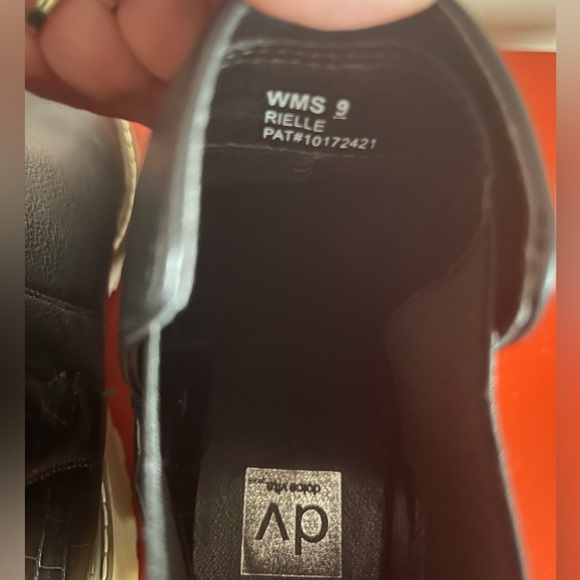 WMS 9
RIELLE
PAT#10172421
dv
dolce vita